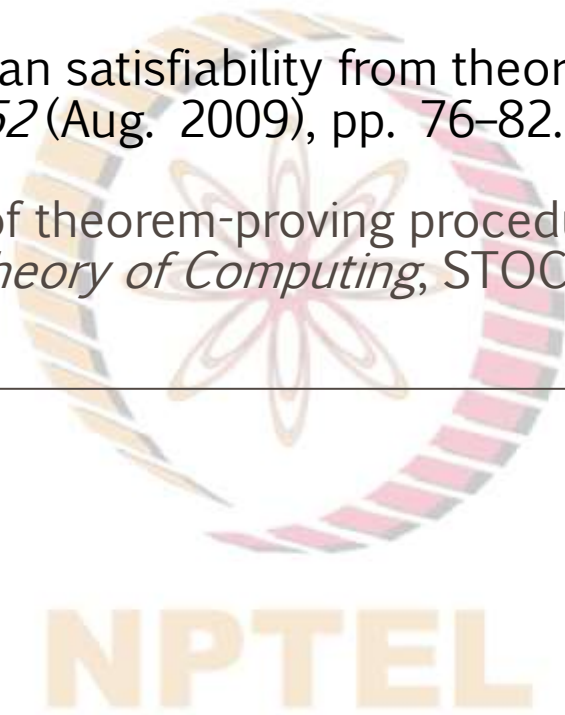 an satisfiability from theor
52 (Aug. 2009), pp. 76–82.
of theorem-proving procedu
heory of Computing, STOC
NPTEL